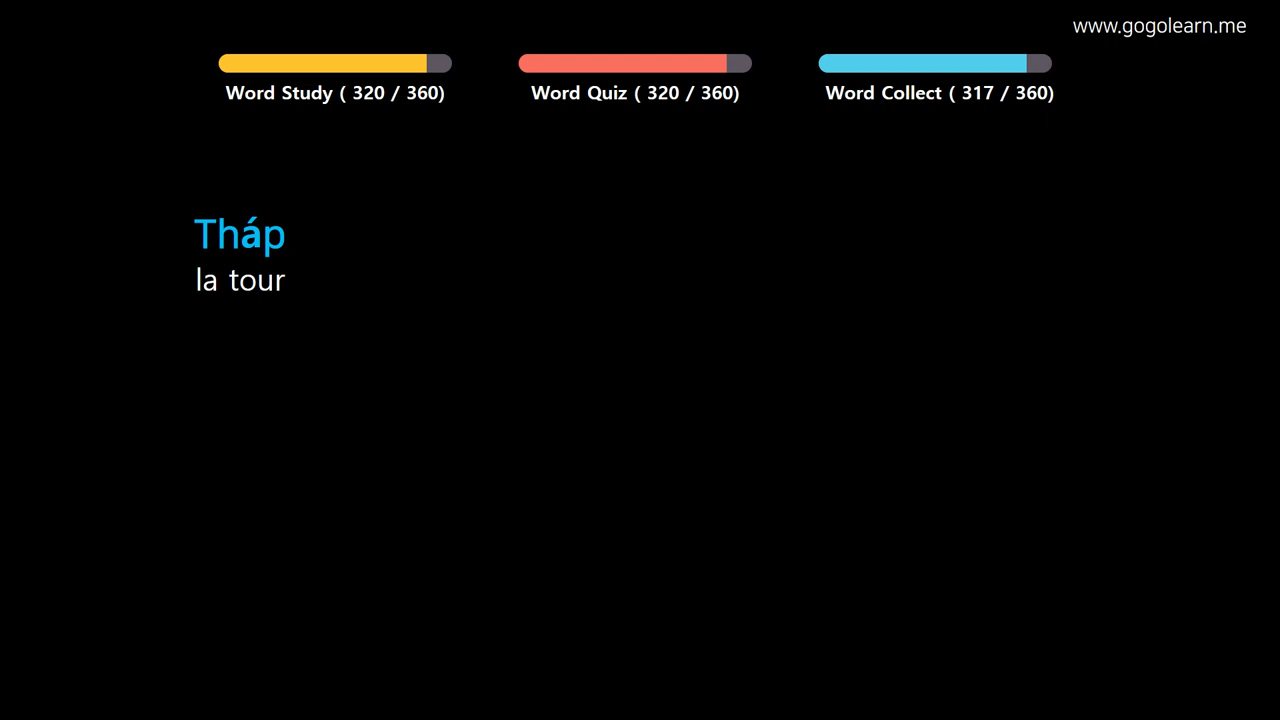 www.gogolearn.me
Word Study ( 320 / 360)
Word Quiz ( 320 / 360)
Word Collect ( 317 / 360)
Tháp
la tour